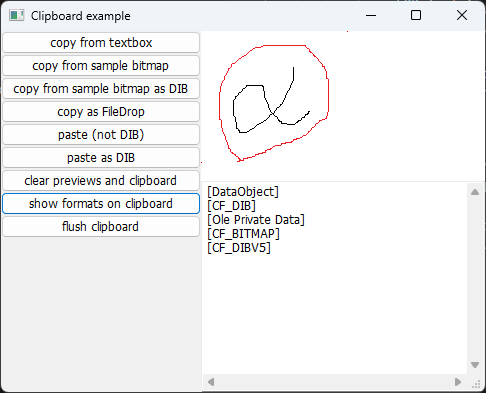 Clipboard example
copy from textbox
copy from sample bitmap
copy from sample bitmap as DIB
copy as FileDrop
paste (not DIB)
paste as DIB
clear previews and clipboard
show formats on clipboard
flush clipboard
[DataObject]
[CF_DIB]
[Ole Private Data]
[CF_BITMAP]
[CF_DIBV5]